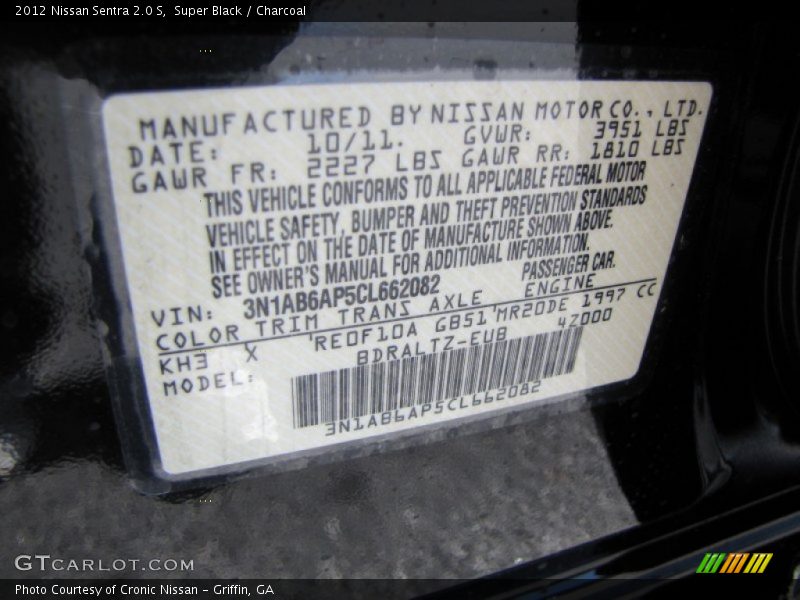 2012 Nissan Sentra 2.0 S, Super Black / Charcoal
MANUFACTURED BY NISSAN MOTOR CO., LTD.
DATE: 10/11. GVWR: 3951 LBS
GAWR FR: 2227 LBS GAWR RR: 1810 LBS
THIS VEHICLE CONFORMS TO ALL APPLICABLE FEDERAL MOTOR
VEHICLE SAFETY, BUMPER AND THEFT PREVENTION STANDARDS
IN EFFECT ON THE DATE OF MANUFACTURE SHOWN ABOVE.
SEE OWNER'S MANUAL FOR ADDITIONAL INFORMATION.
VIN: 3N1AB6AP5CL662082 PASSENGER CAR.
COLOR TRIM TRANS AXLE ENGINE
KH3 X RE0F10A GB51 MR20DE 1997 CC
MODEL: BDRALTZ-EUB 4Z000
3N1AB6AP5CL662082
GTCARLOT.COM
Photo Courtesy of Cronic Nissan – Griffin, GA